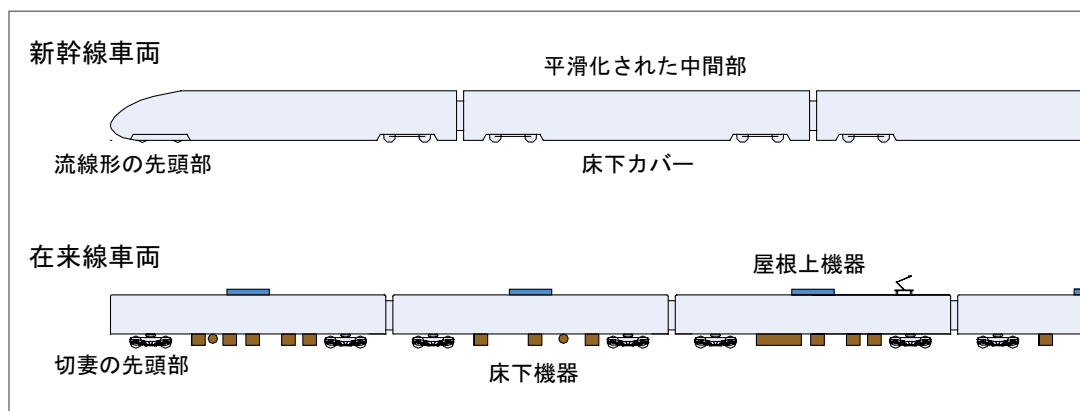 新幹線車両
平滑化された中間部
流線形の先頭部
床下カバー
在来線車両
屋根上機器
切妻の先頭部
床下機器